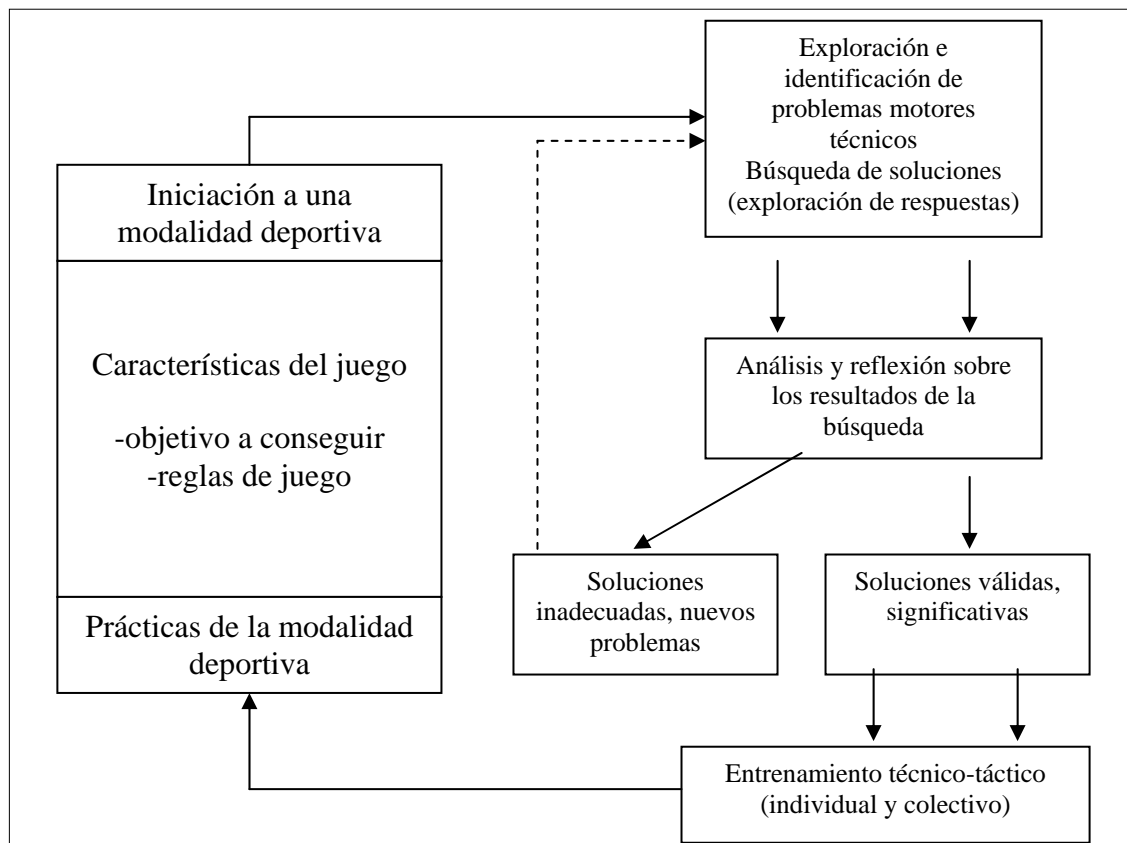 Iniciación a una
modalidad deportiva
Características del juego
-objetivo a conseguir
-reglas de juego
Prácticas de la modalidad
deportiva
Exploración e
identificación de
problemas motores
técnicos
Búsqueda de soluciones
(exploración de respuestas)
Análisis y reflexión sobre
los resultados de la
búsqueda
Soluciones
inadecuadas, nuevos
problemas
Soluciones válidas,
significativas
Entrenamiento técnico-táctico
(individual y colectivo)